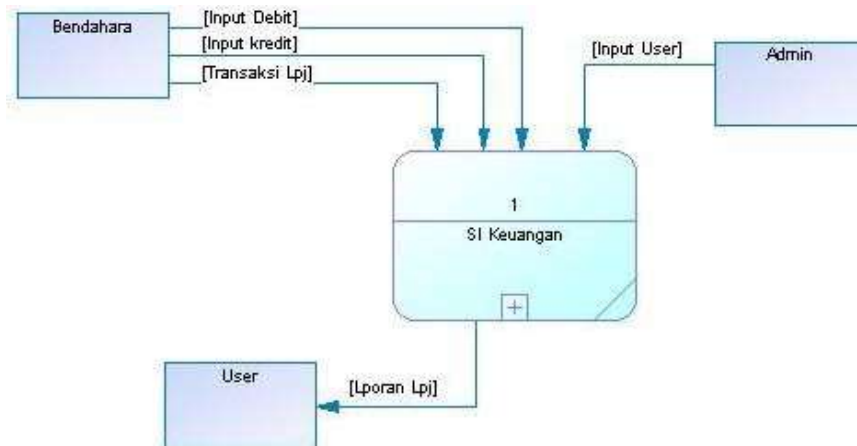 Bendahara
[Input Debit]
[Input kredit]
[Transaksi Lpj]
[Input User]
Admin
1
SI Keuangan
User
[Lporan Lpj]